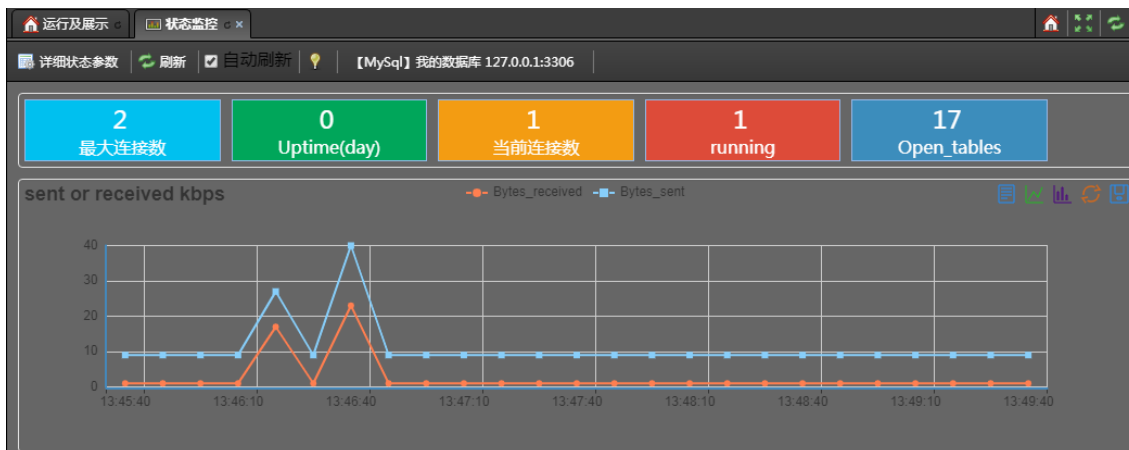 运行及展示 状态监控
详细状态参数 刷新 自动刷新 【MySql】我的数据库 127.0.0.1:3306
2 0 1 1 17
最大连接数 Uptime(day) 当前连接数 running Open_tables
sent or received kbps Bytes_received Bytes_sent
40
30
20
10
0
13:45:40 13:46:10 13:46:40 13:47:10 13:47:40 13:48:10 13:48:40 13:49:10 13:49:40